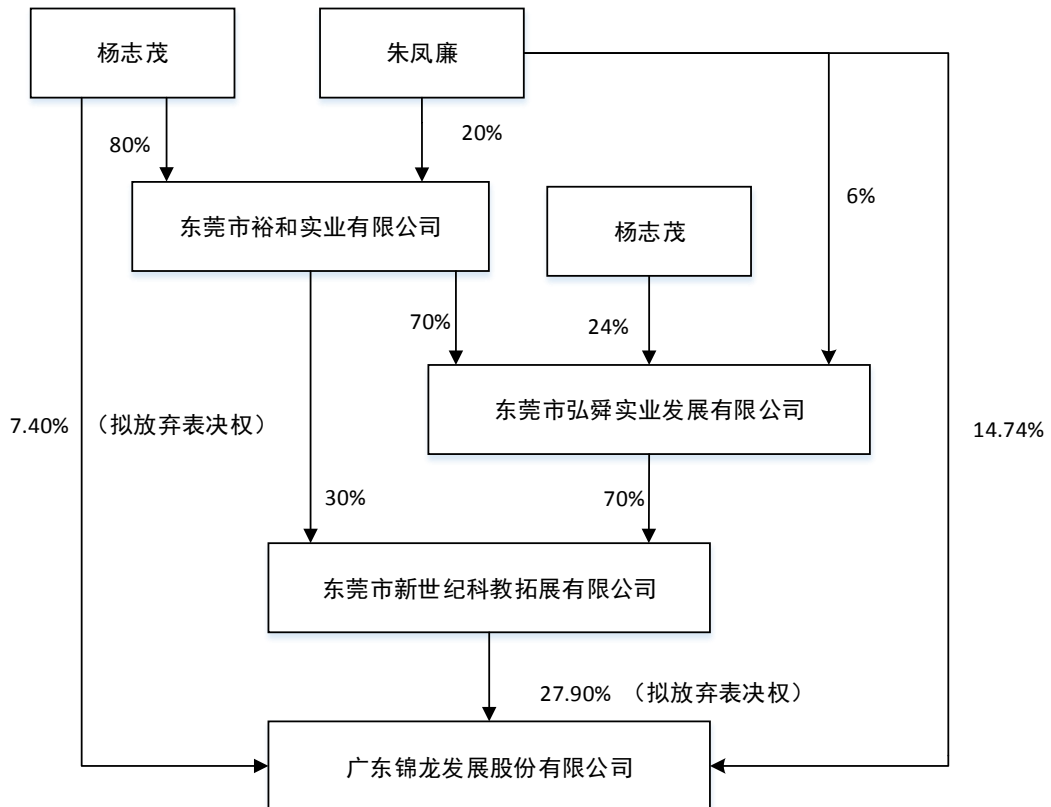 杨志茂
朱凤廉
80%
20%
6%
东莞市裕和实业有限公司
杨志茂
70%
24%
7.40% （拟放弃表决权）
东莞市弘舜实业发展有限公司
14.74%
30%
70%
东莞市新世纪科教拓展有限公司
27.90% （拟放弃表决权）
广东锦龙发展股份有限公司